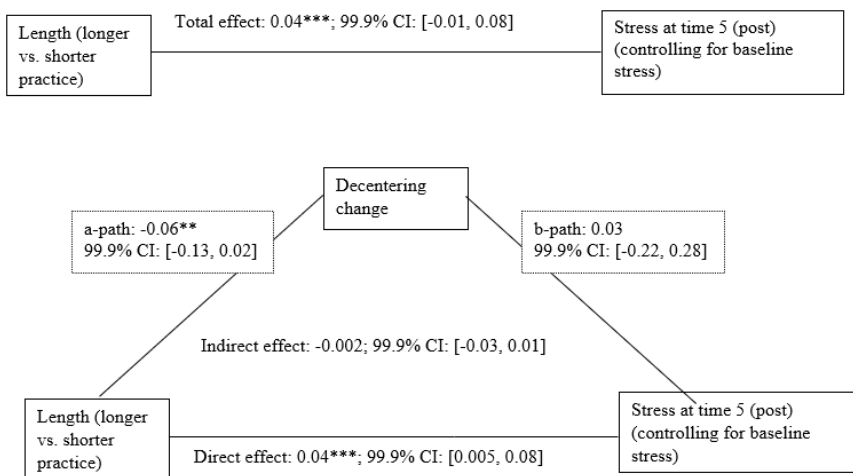 Total effect: 0.04***; 99.9% CI: [-0.01, 0.08]
Length (longer
vs. shorter
practice)
Stress at time 5 (post)
(controlling for baseline
stress)
Decentering
change
a-path: -0.06**
99.9% CI: [-0.13, 0.02]
b-path: 0.03
99.9% CI: [-0.22, 0.28]
Indirect effect: -0.002; 99.9% CI: [-0.03, 0.01]
Length (longer
vs. shorter
practice)
Stress at time 5 (post)
(controlling for baseline
stress)
Direct effect: 0.04***; 99.9% CI: [0.005, 0.08]